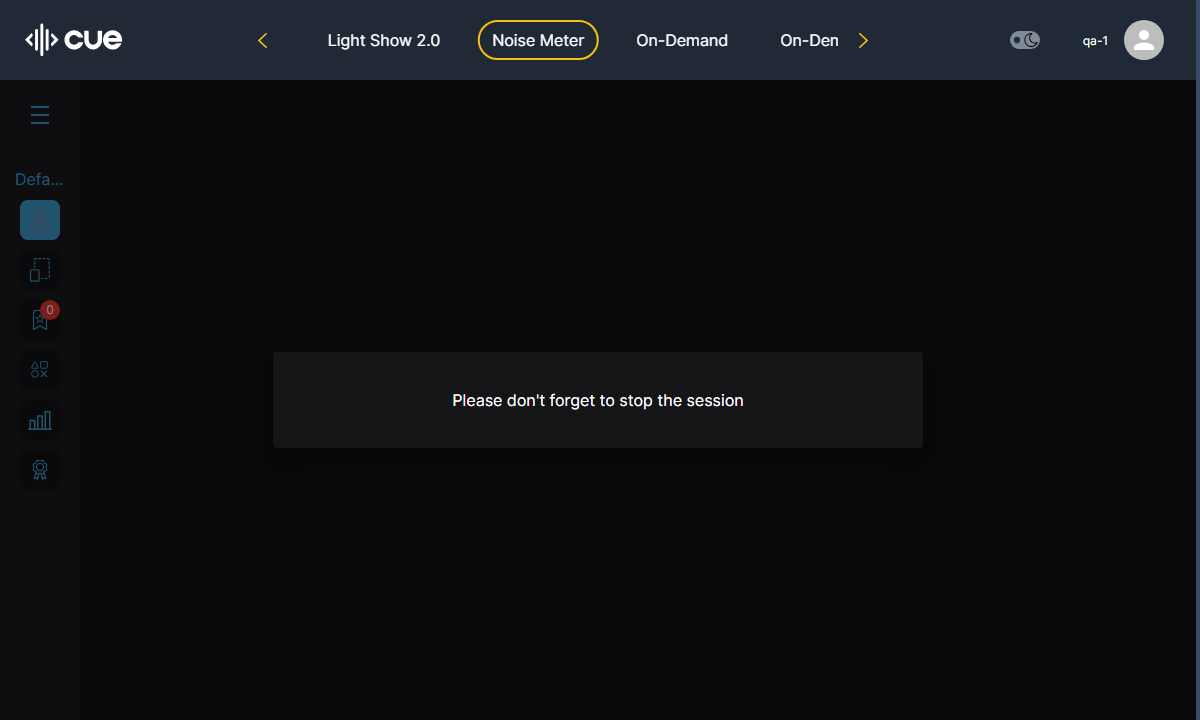 cue
Light Show 2.0
Noise Meter
On-Demand
On-Den
qa-1
Defa...
0
Please don't forget to stop the session